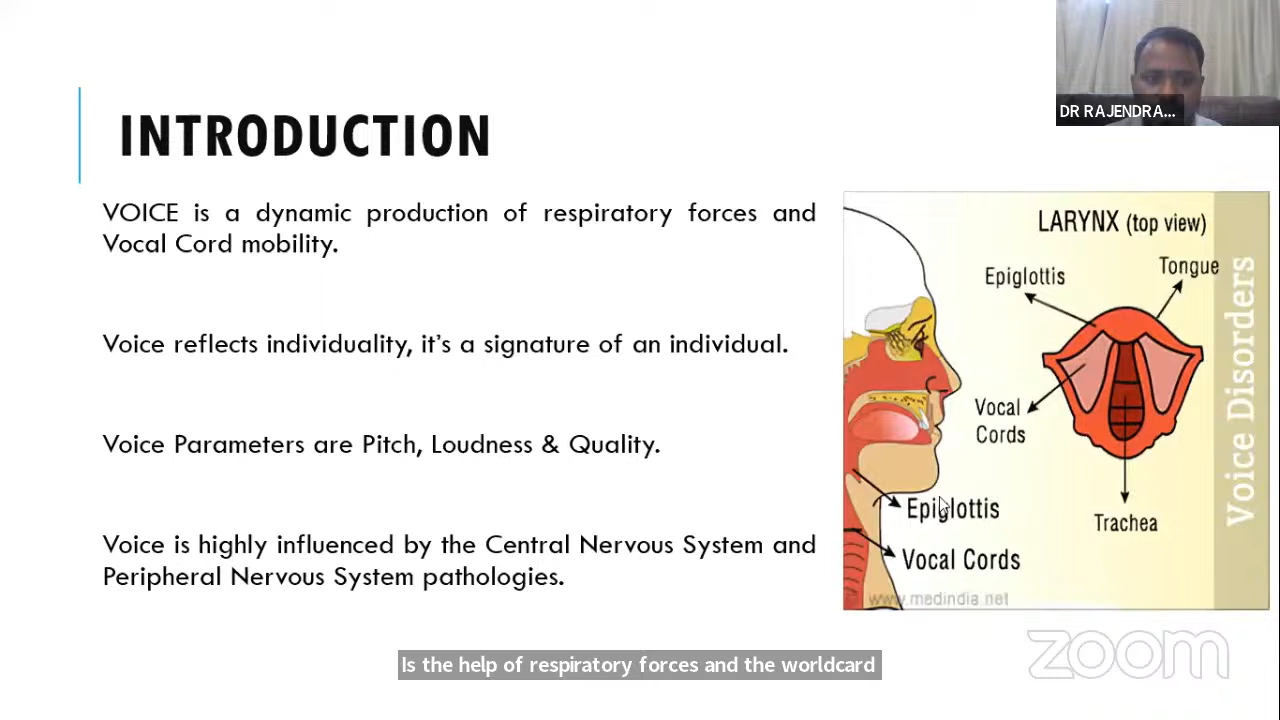 DR RAJENDRA...
INTRODUCTION
VOICE is a dynamic production of respiratory forces and
Vocal Cord mobility.
Voice reflects individuality, it's a signature of an individual.
Voice Parameters are Pitch, Loudness & Quality.
Voice is highly influenced by the Central Nervous System and
Peripheral Nervous System pathologies.
LARYNX (top view)
Epiglottis
Tongue
Vocal
Cords
Trachea
Epiglottis
Vocal Cords
www.medindia.net
Voice Disorders
zoom
Is the help of respiratory forces and the worldcard